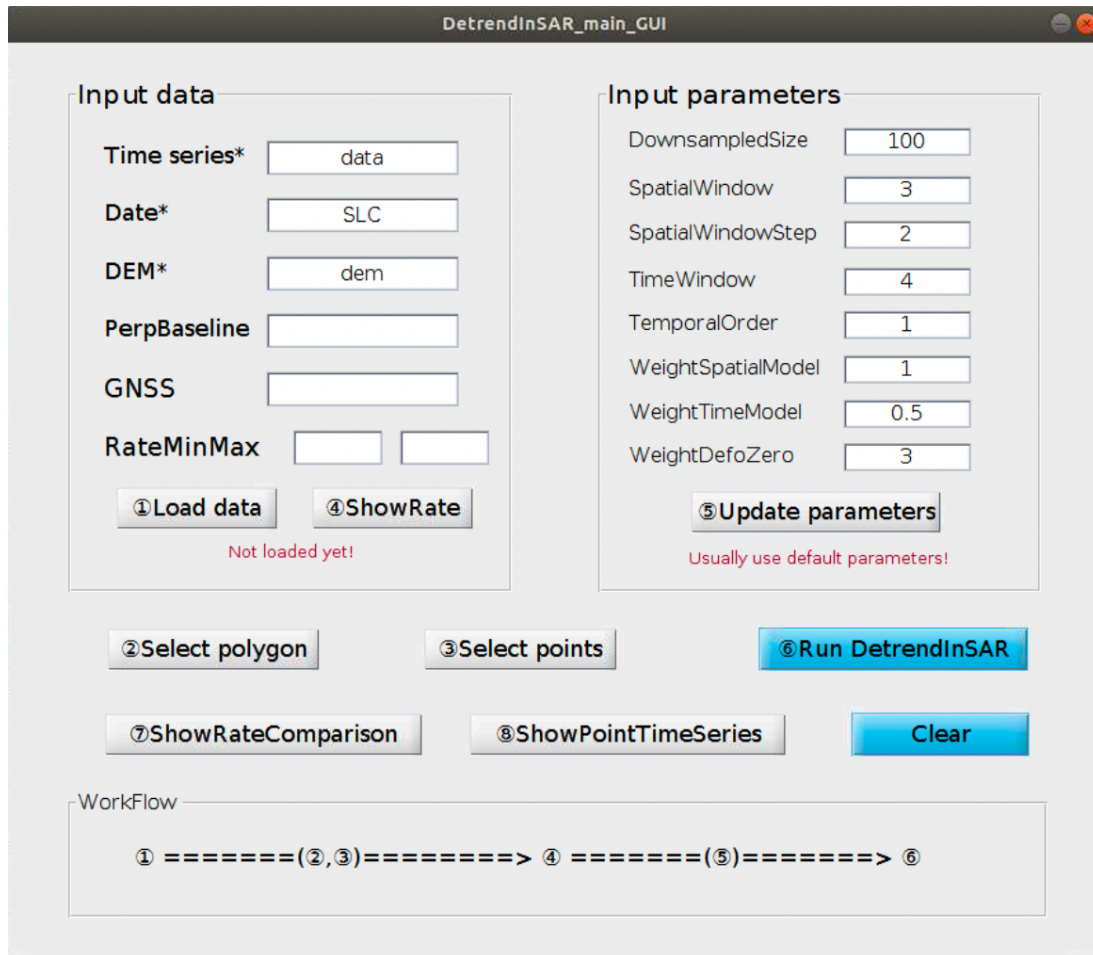 DetrendInSAR_main_GUI
Input data
Time series* data
Date* SLC
DEM* dem
PerpBaseline
GNSS
RateMinMax
①Load data ④ShowRate
Not loaded yet!
Input parameters
DownsampledSize 100
SpatialWindow 3
SpatialWindowStep 2
TimeWindow 4
TemporalOrder 1
WeightSpatialModel 1
WeightTimeModel 0.5
WeightDefoZero 3
⑤Update parameters
Usually use default parameters!
②Select polygon ③Select points ⑥Run DetrendInSAR
⑦ShowRateComparison ⑧ShowPointTimeSeries Clear
WorkFlow
① =======(②,③)========> ④ =======(⑤)=======> ⑥